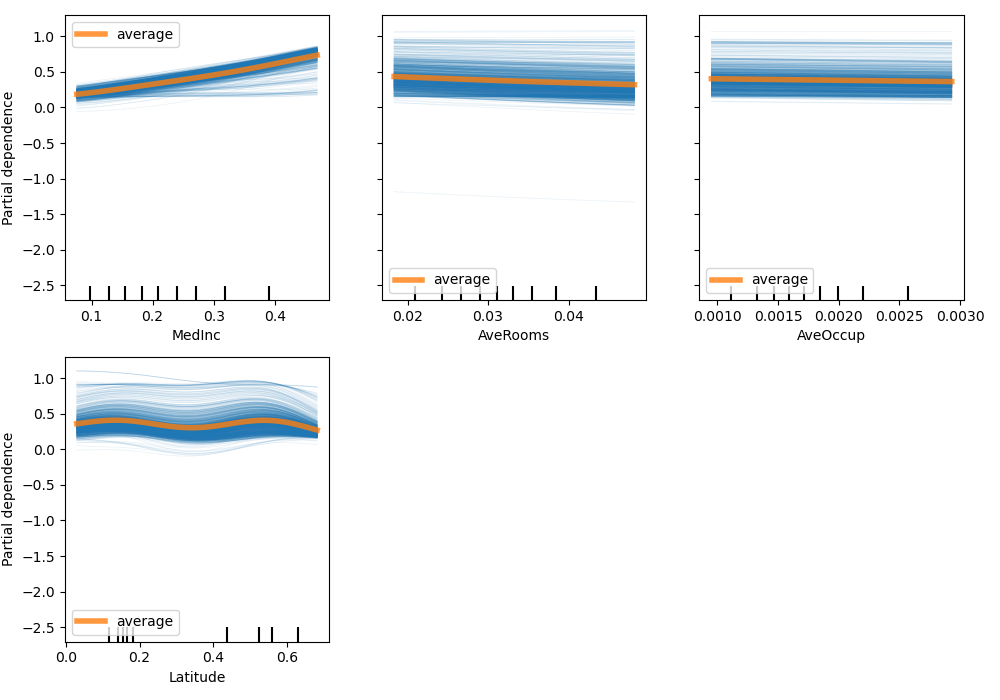 Partial dependence
1.0
0.5
0.0
−0.5
−1.0
−1.5
−2.0
−2.5
average
0.1 0.2 0.3 0.4
MedInc
average
0.02 0.03 0.04
AveRooms
average
0.0010 0.0015 0.0020 0.0025 0.0030
AveOccup
Partial dependence
1.0
0.5
0.0
−0.5
−1.0
−1.5
−2.0
−2.5
average
0.0 0.2 0.4 0.6
Latitude